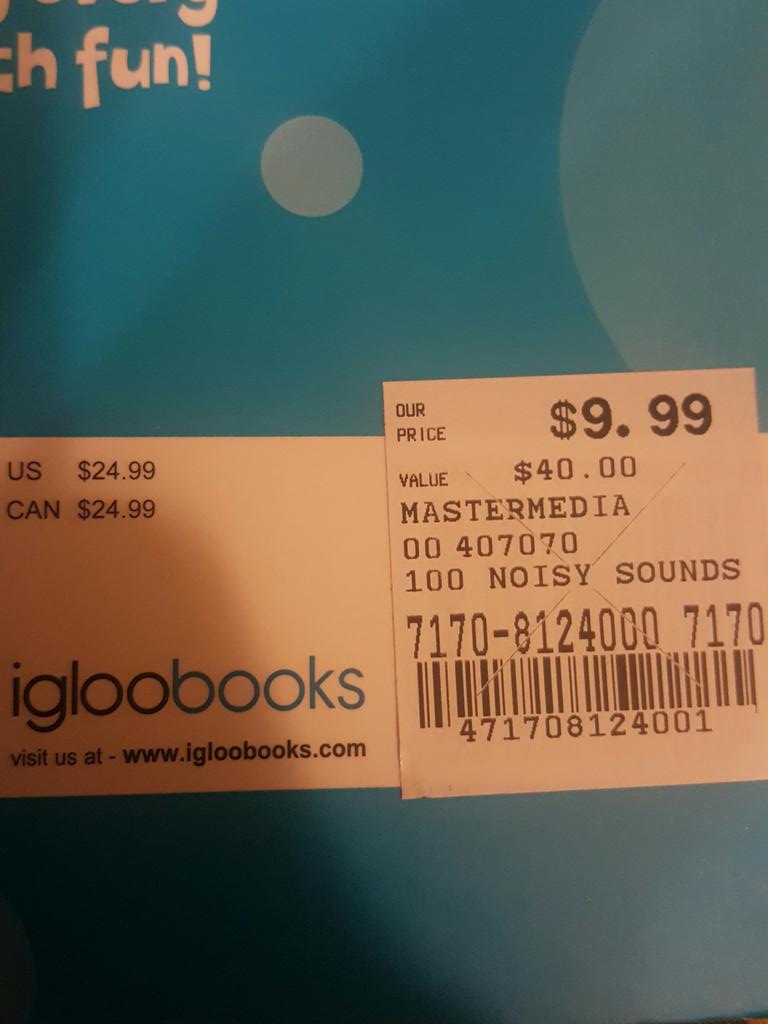 fun!
US $24.99
CAN $24.99
igloobooks
visit us at - www.igloobooks.com
OUR PRICE $9.99
VALUE $40.00
MASTERMEDIA
00 407070
100 NOISY SOUNDS
7170-8124000 7170
471708124001